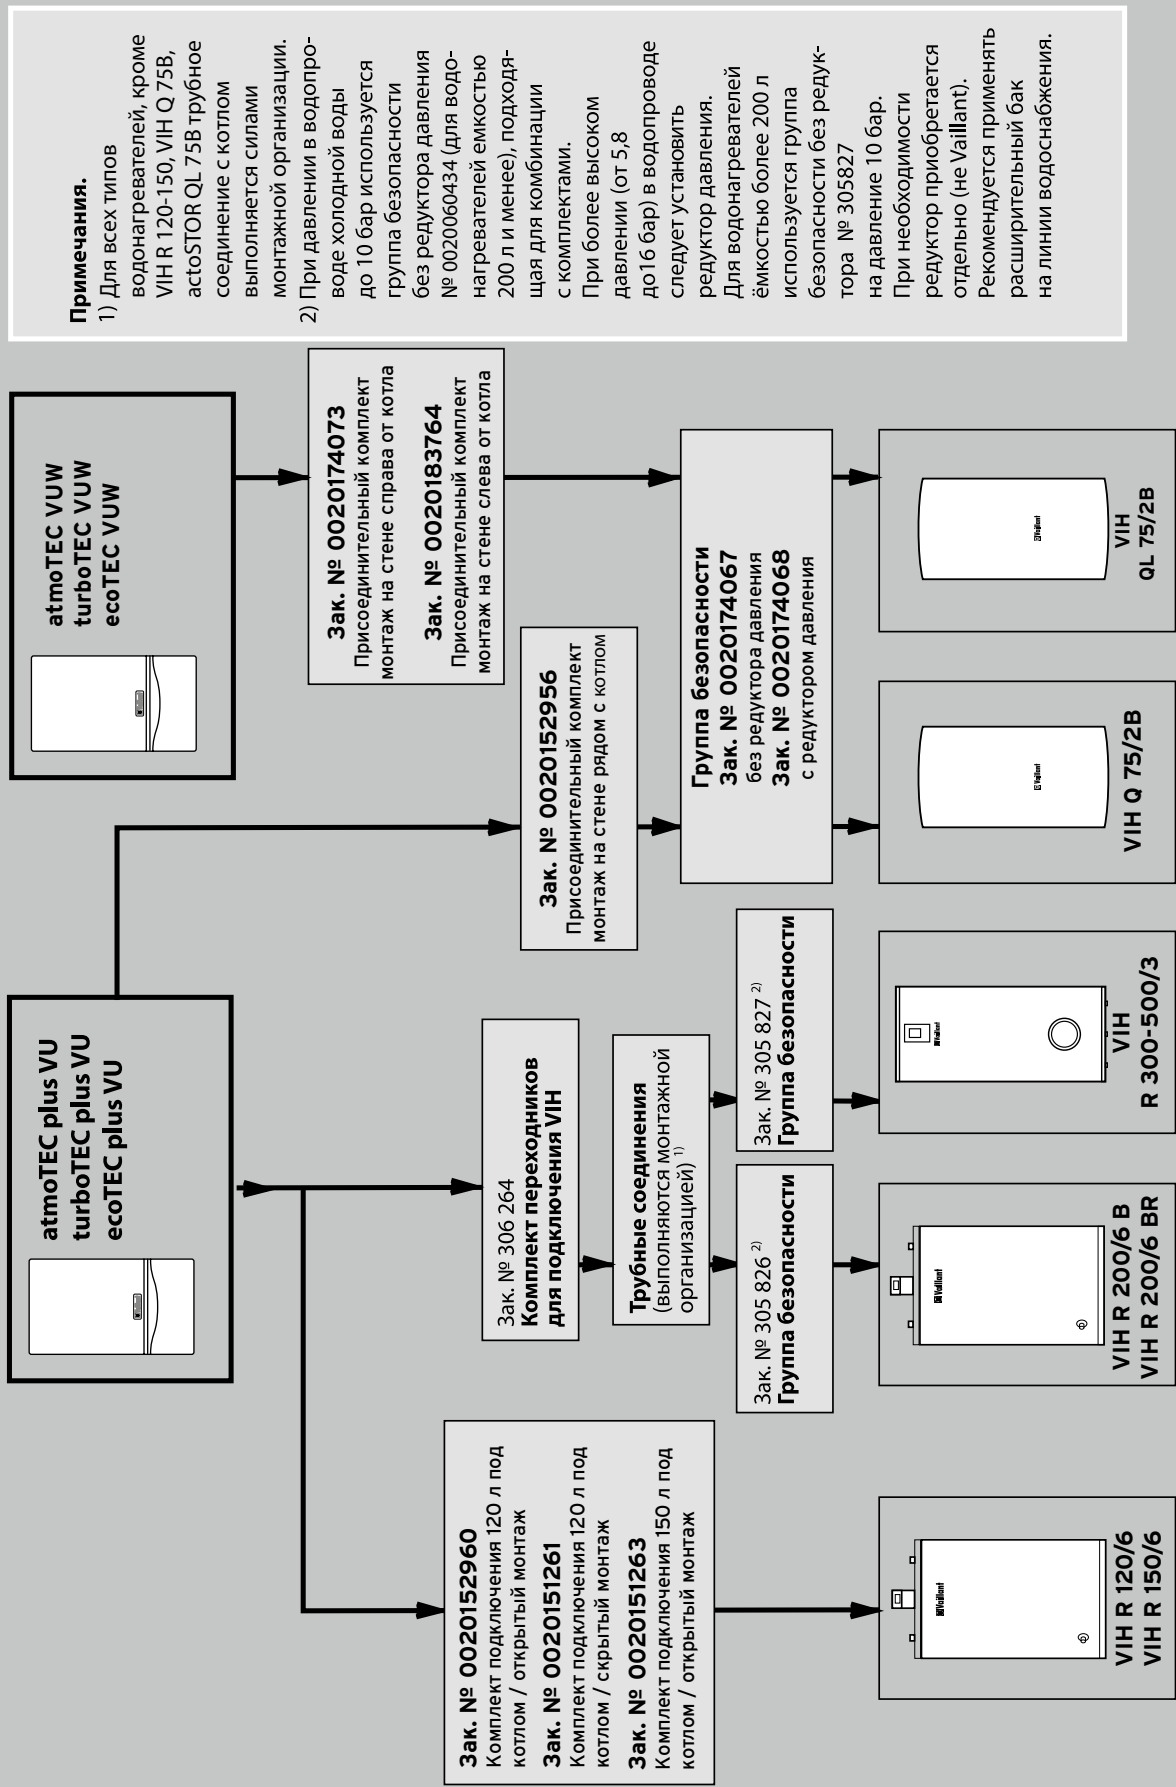 atmoTEC plus VU
turboTEC plus VU
ecoTEC plus VU
atmoTEC VUW
turboTEC VUW
ecoTEC VUW
Зак. № 0020152960
Комплект подключения 120 л под
котлом / открытый монтаж
Зак. № 0020151261
Комплект подключения 120 л под
котлом / скрытый монтаж
Зак. № 0020151263
Комплект подключения 150 л под
котлом / открытый монтаж
Зак. № 306 264
Комплект переходников
для подключения VIH
Трубные соединения
(выполняются монтажной
организацией) 1)
Зак. № 305 826 2)
Группа безопасности
Зак. № 305 827 2)
Группа безопасности
Зак. № 0020152956
Присоединительный комплект
монтаж на стене рядом с котлом
Зак. № 0020174073
Присоединительный комплект
монтаж на стене справа от котла
Зак. № 0020183764
Присоединительный комплект
монтаж на стене слева от котла
Группа безопасности
Зак. № 0020174067
без редуктора давления
Зак. № 0020174068
с редуктором давления
Vaillant
VIH R 120/6
VIH R 150/6
Vaillant
VIH R 200/6 B
VIH R 200/6 BR
Vaillant
VIH
R 300-500/3
Vaillant
VIH Q 75/2B
Vaillant
VIH
QL 75/2B
Примечания.
1) Для всех типов
водонагревателей, кроме
VIH R 120-150, VIH Q 75B,
actoSTOR QL 75B трубное
соединение с котлом
выполняется силами
монтажной организации.
2) При давлении в водопро-
воде холодной воды
до 10 бар используется
группа безопасности
без редуктора давления
№ 0020060434 (для водо-
нагревателей емкостью
200 л и менее), подходя-
щая для комбинации
с комплектами.
При более высоком
давлении (от 5,8
до16 бар) в водопроводе
следует установить
редуктор давления.
Для водонагревателей
ёмкостью более 200 л
используется группа
безопасности без редук-
тора № 305827
на давление 10 бар.
При необходимости
редуктор приобретается
отдельно (не Vaillant).
Рекомендуется применять
расширительный бак
на линии водоснабжения.